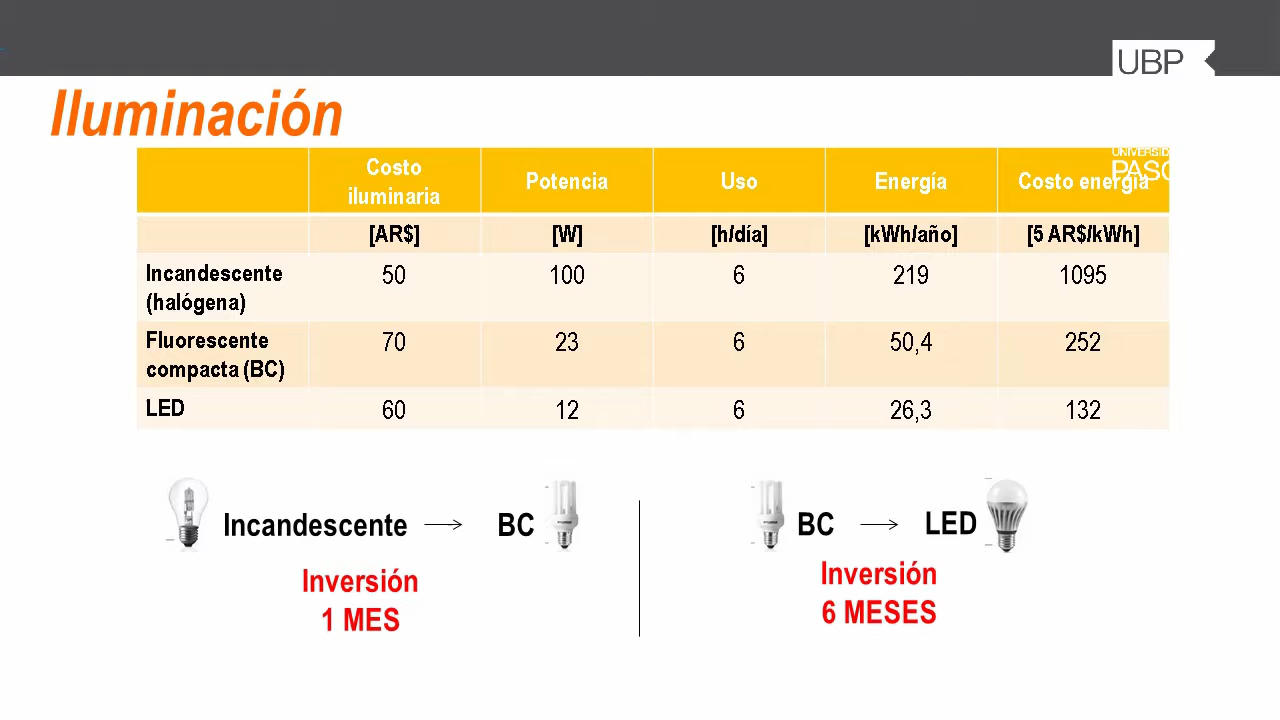 UBP
Iluminación
Costo iluminaria Potencia Uso Energía Costo energía
UNIVERSID
PASC
[AR$] [W] [h/día] [kWh/año] [5 AR$/kWh]
Incandescente (halógena) 50 100 6 219 1095
Fluorescente compacta (BC) 70 23 6 50,4 252
LED 60 12 6 26,3 132
Incandescente → BC
Inversión
1 MES
BC → LED
Inversión
6 MESES